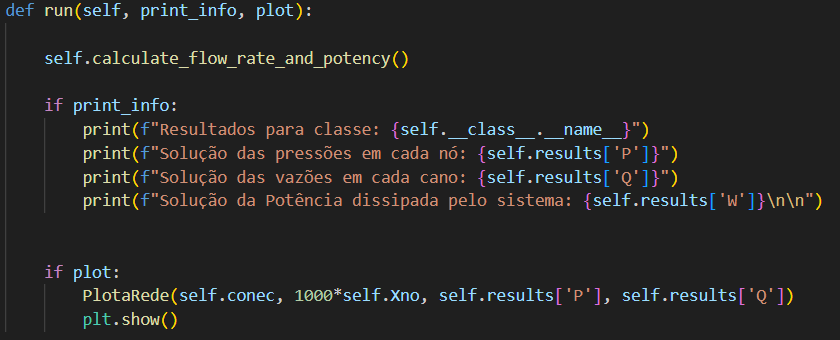 def run(self, print_info, plot):
self.calculate_flow_rate_and_potency()
if print_info:
print(f"Resultados para classe: {self.__class__.__name__}")
print(f"Solução das pressões em cada nó: {self.results['P']}")
print(f"Solução das vazões em cada cano: {self.results['Q']}")
print(f"Solução da Potência dissipada pelo sistema: {self.results['W']}\n\n")
if plot:
PlotaRede(self.conec, 1000*self.Xno, self.results['P'], self.results['Q'])
plt.show()